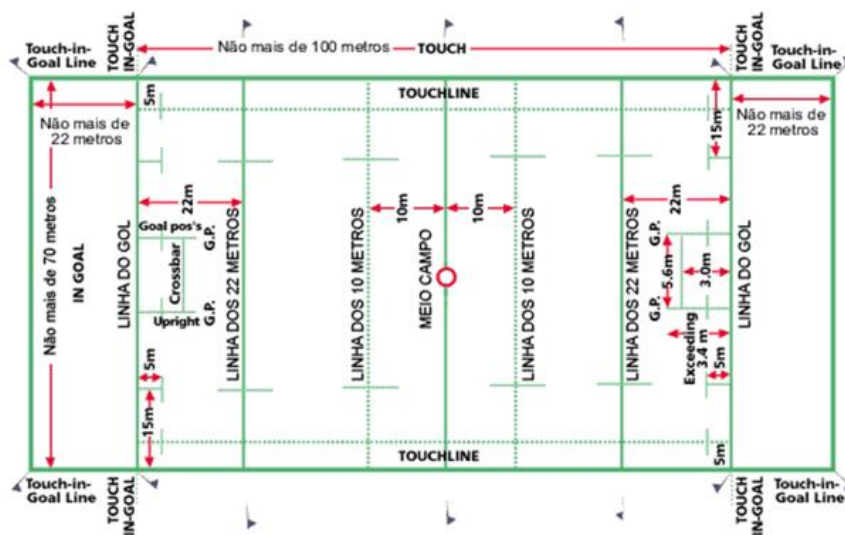 Touch-in-
Goal Line
TOUCH
IN-GOAL
Não mais de 100 metros
TOUCH
TOUCH
IN-GOAL
Touch-in-
Goal Line
5m
TOUCHLINE
Não mais de
22 metros
15m
Não mais de
22 metros
Não mais de 70 metros
IN GOAL
LINHA DO GOL
22m
Goal pos's
G.P.
Crossbar
Upright
G.P.
LINHA DOS 22 METROS
LINHA DOS 10 METROS
10m
MEIO CAMPO
10m
LINHA DOS 10 METROS
LINHA DOS 22 METROS
22m
G.P.
5.6m
3.0m
G.P.
LINHA DO GOL
Exceeding
3.4 m
5m
5m
15m
TOUCHLINE
5m
Touch-in-
Goal Line
TOUCH
IN-GOAL
TOUCH
IN-GOAL
Touch-in-
Goal Line